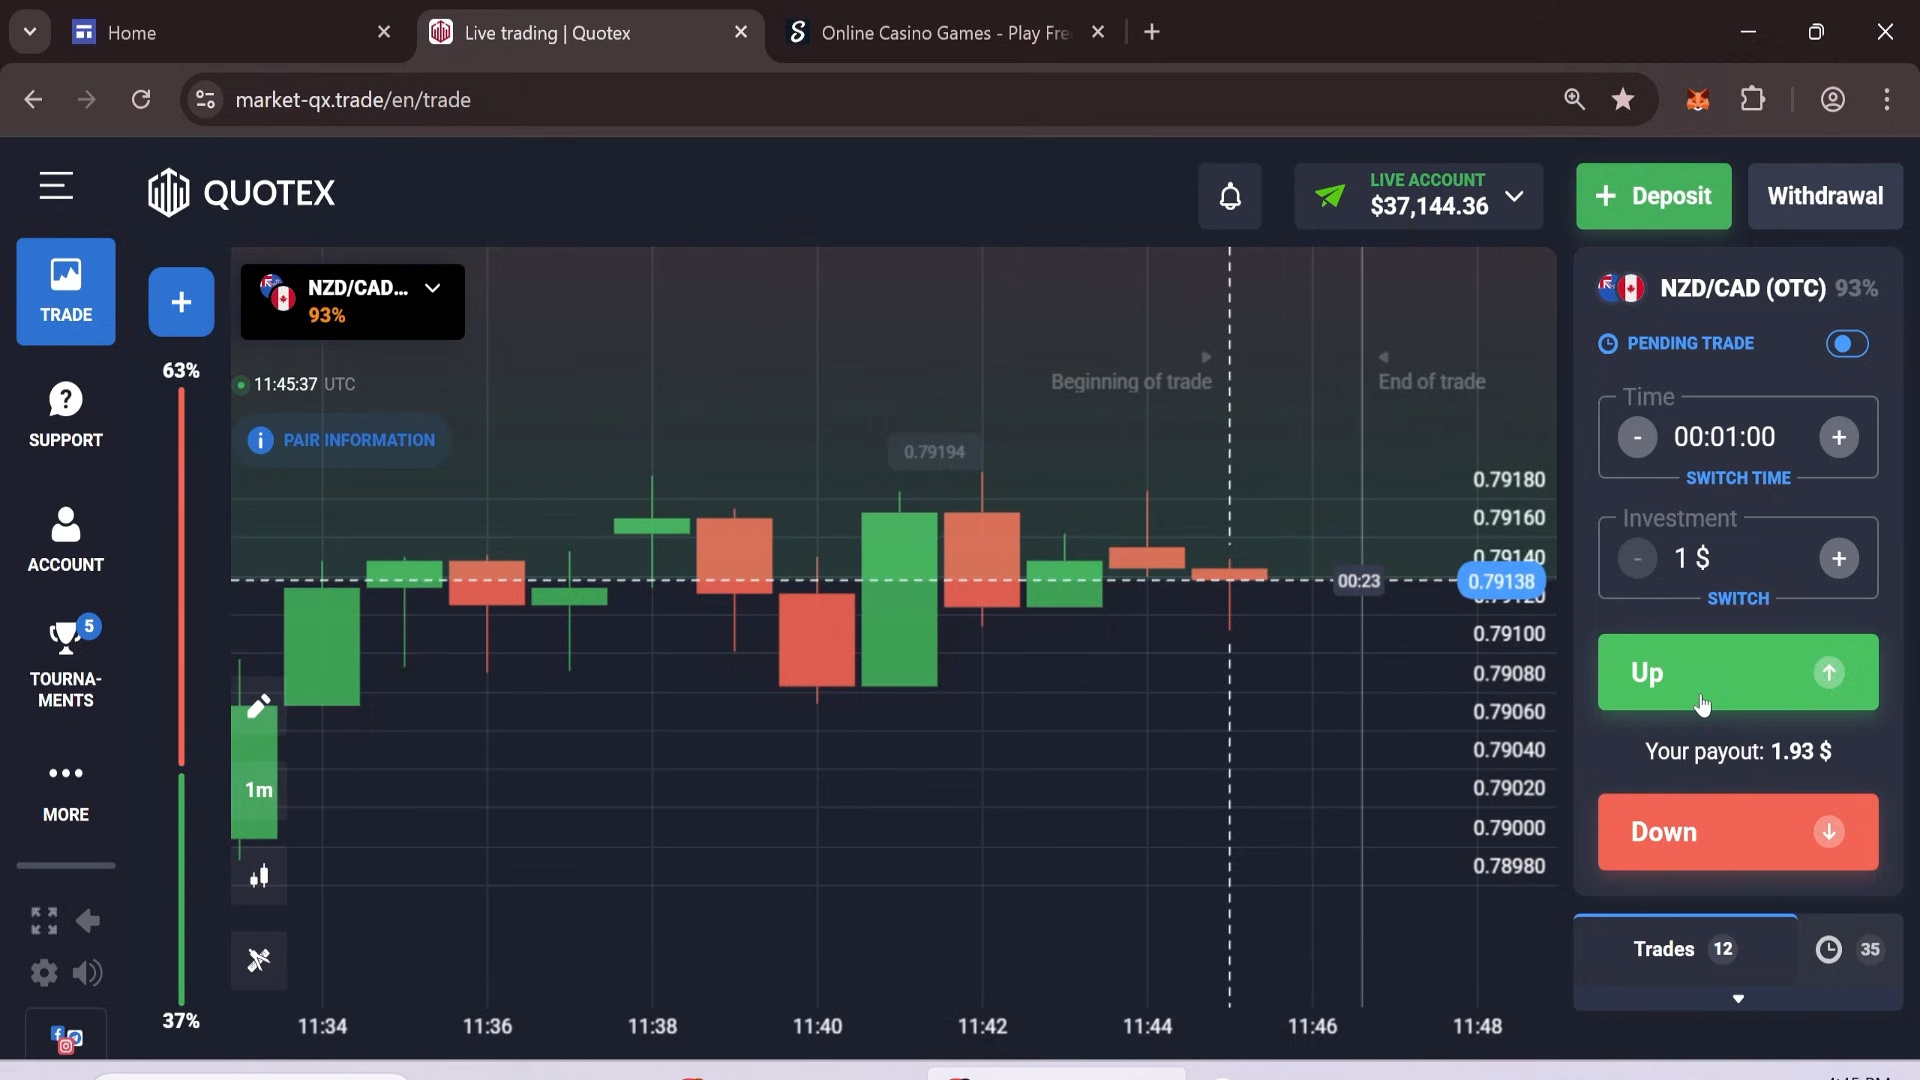 Home
Live trading | Quotex
Online Casino Games - Play Fre
market-qx.trade/en/trade
QUOTEX
LIVE ACCOUNT
$37,144.36
+ Deposit
Withdrawal
TRADE
SUPPORT
ACCOUNT
5
TOURNA-
MENTS
MORE
+
63%
37%
NZD/CAD...
93%
11:45:37 UTC
PAIR INFORMATION
Beginning of trade
End of trade
0.79194
00:23
0.79180
0.79160
0.79140
0.79138
0.79120
0.79100
0.79080
0.79060
0.79040
0.79020
0.79000
0.78980
1m
11:34
11:36
11:38
11:40
11:42
11:44
11:46
11:48
NZD/CAD (OTC) 93%
PENDING TRADE
Time
- 00:01:00 +
SWITCH TIME
Investment
- 1 $ +
SWITCH
Up
Your payout: 1.93 $
Down
Trades 12
35